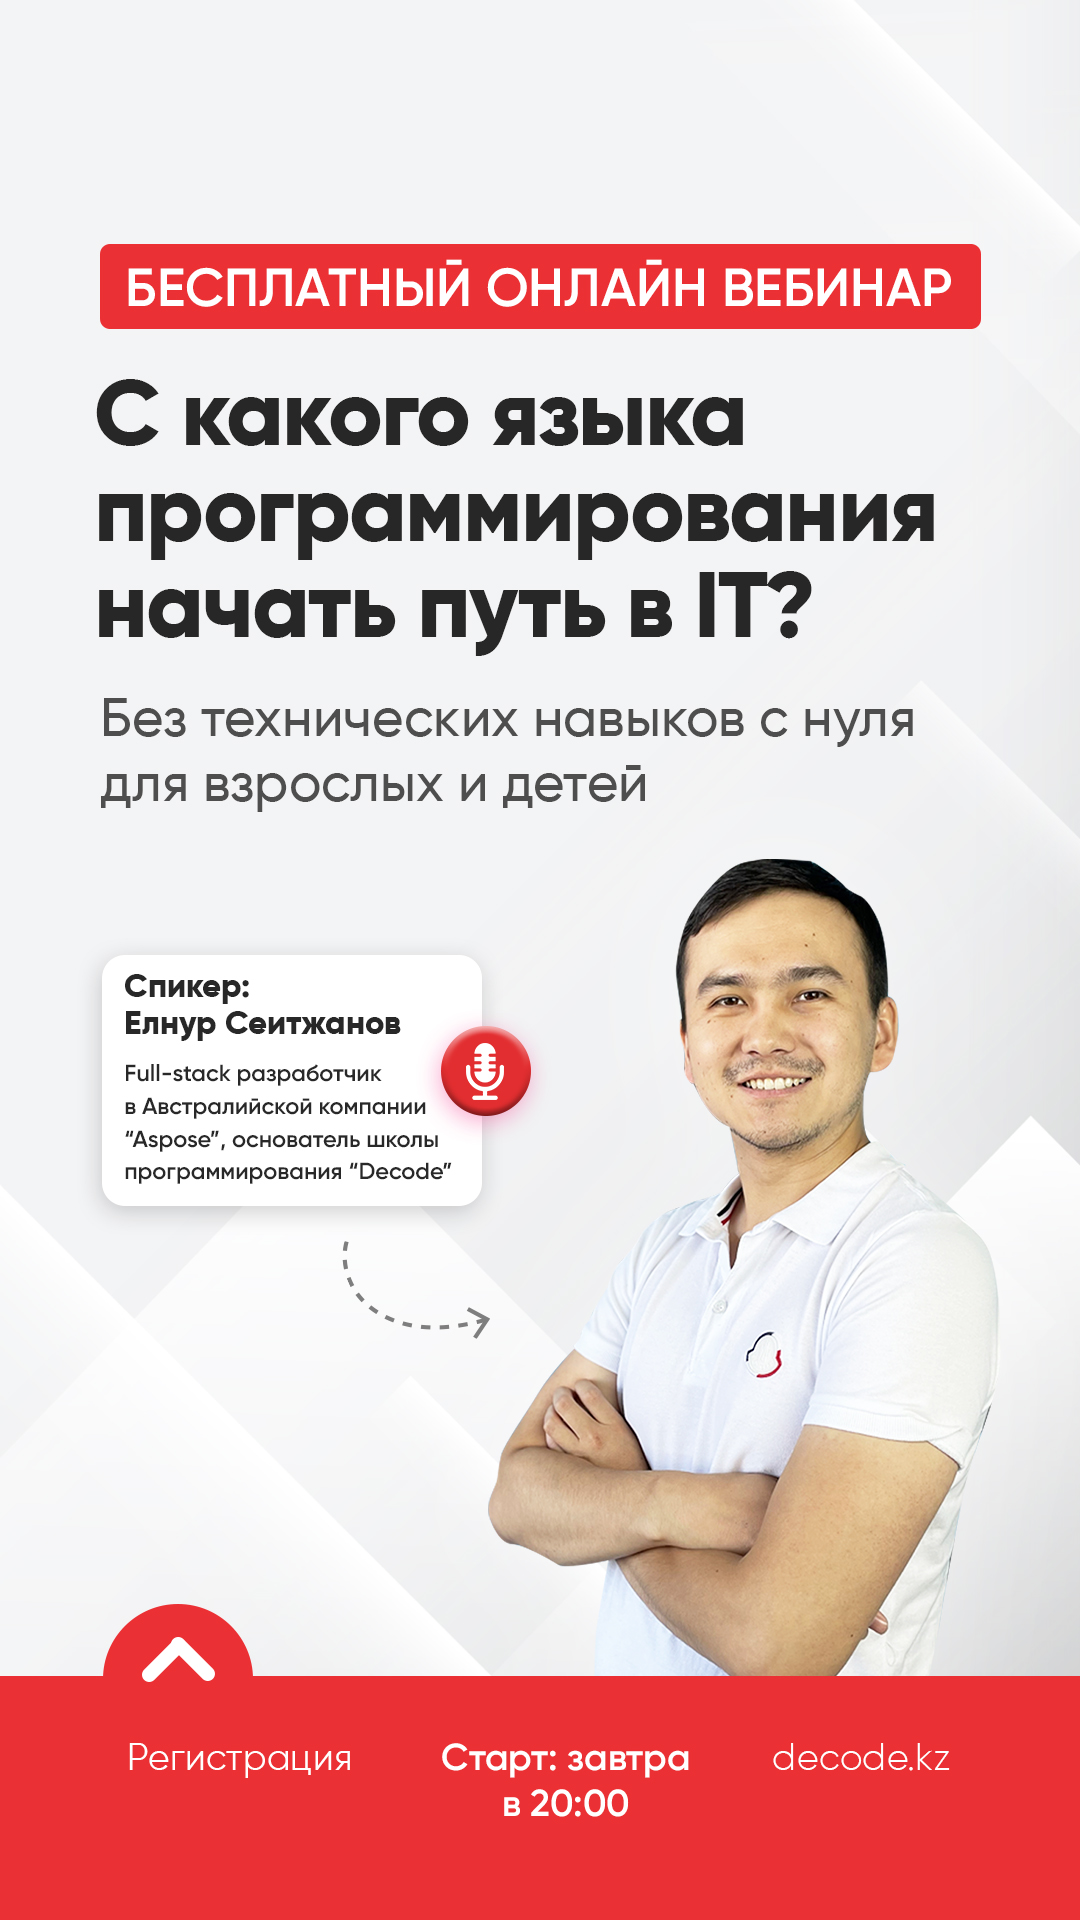 БЕСПЛАТНЫЙ ОНЛАЙН ВЕБИНАР
С какого языка
программирования
начать путь в IT?
Без технических навыков с нуля
для взрослых и детей
Спикер:
Елнур Сеитжанов
Full-stack разработчик
в Австралийской компании
“Aspose”, основатель школы
программирования “Decode”
Регистрация
Старт: завтра
в 20:00
decode.kz